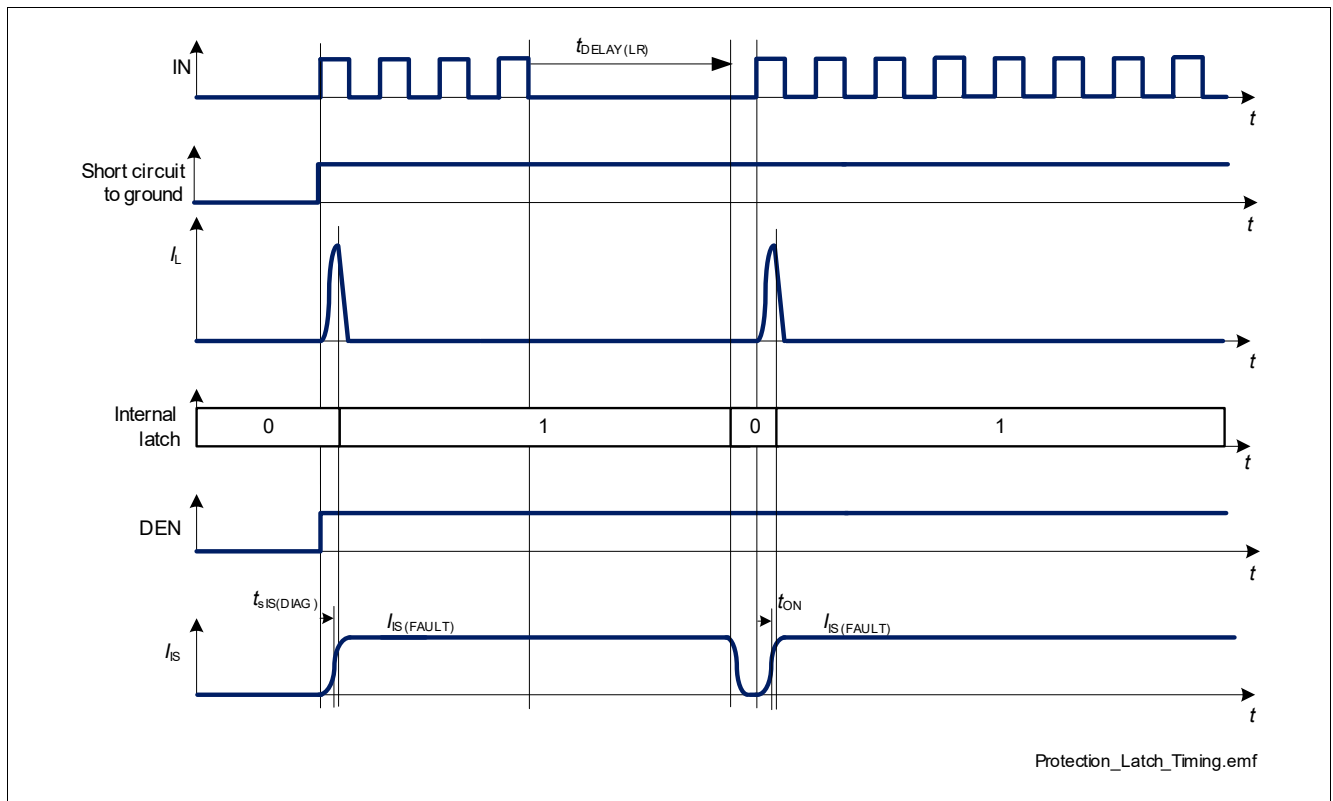 tDELAY(LR)
IN
t
Short circuit
to ground
t
IL
t
Internal
latch
0
1
0
1
t
DEN
t
tsIS(DIAG)
IIS(FAULT)
tON
IIS(FAULT)
IIS
t
Protection_Latch_Timing.emf